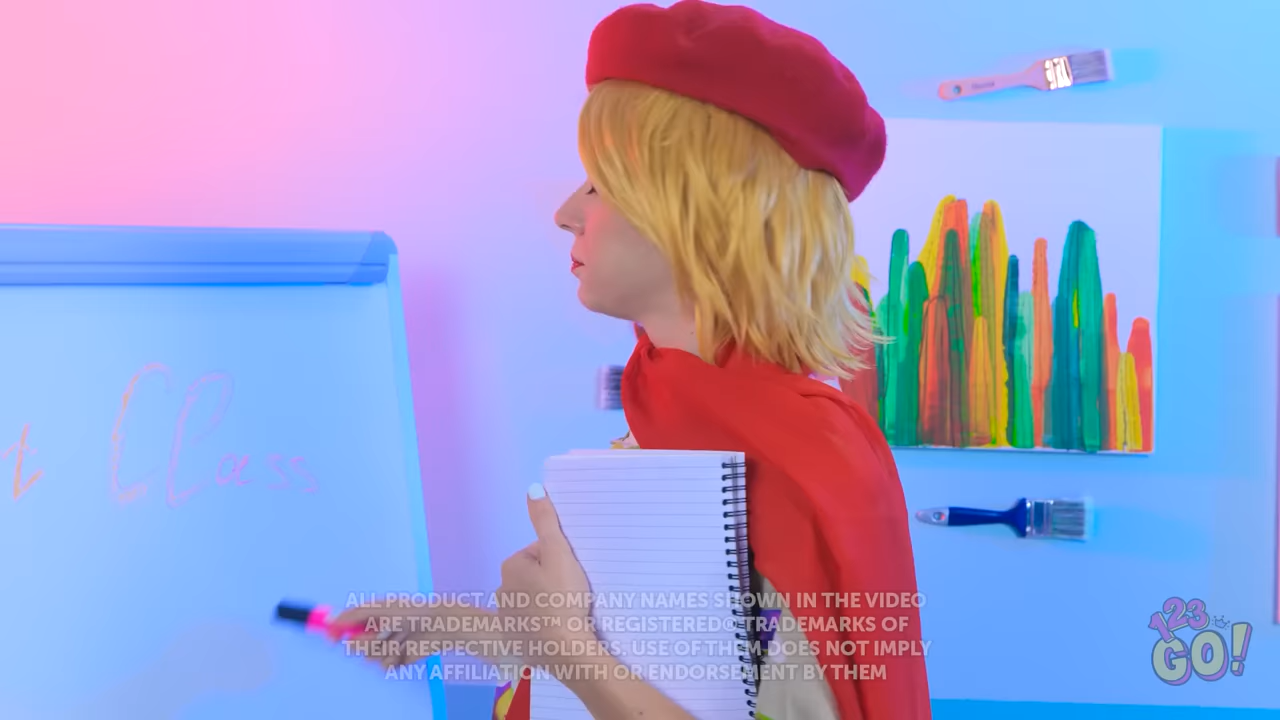 t Class
ALL PRODUCT AND COMPANY NAMES SHOWN IN THE VIDEO
ARE TRADEMARKS™ OR REGISTERED® TRADEMARKS OF
THEIR RESPECTIVE HOLDERS. USE OF THEM DOES NOT IMPLY
ANY AFFILIATION WITH OR ENDORSEMENT BY THEM
123
GO!